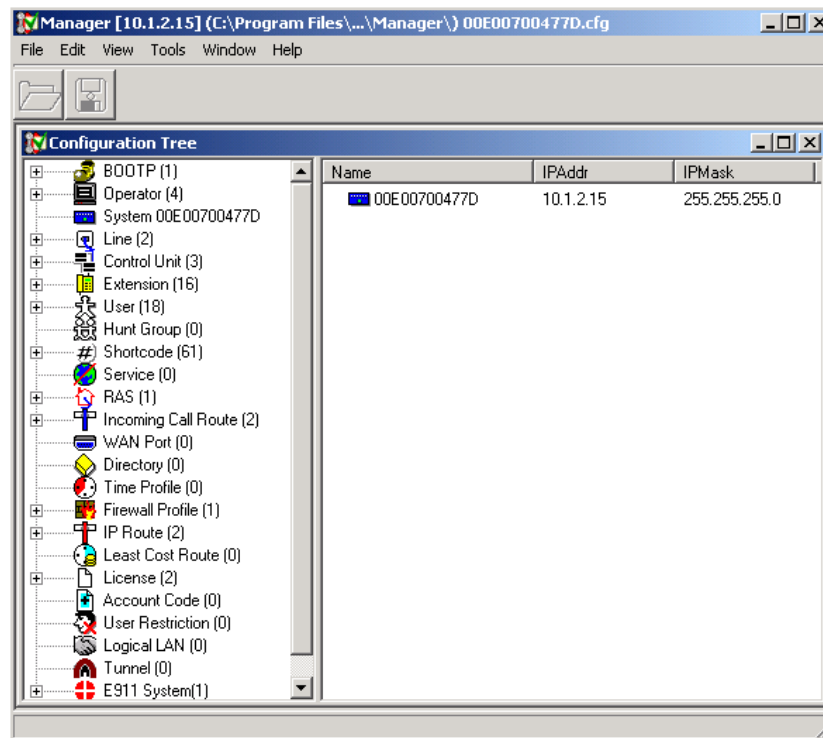 Manager [10.1.2.15] (C:\Program Files\...\Manager\) 00E00700477D.cfg
File Edit View Tools Window Help
Configuration Tree
BOOTP (1)
Operator (4)
System 00E00700477D
Line (2)
Control Unit (3)
Extension (16)
User (18)
Hunt Group (0)
Shortcode (61)
Service (0)
RAS (1)
Incoming Call Route (2)
WAN Port (0)
Directory (0)
Time Profile (0)
Firewall Profile (1)
IP Route (2)
Least Cost Route (0)
License (2)
Account Code (0)
User Restriction (0)
Logical LAN (0)
Tunnel (0)
E911 System(1)
Name IPAddr IPMask
00E00700477D 10.1.2.15 255.255.255.0